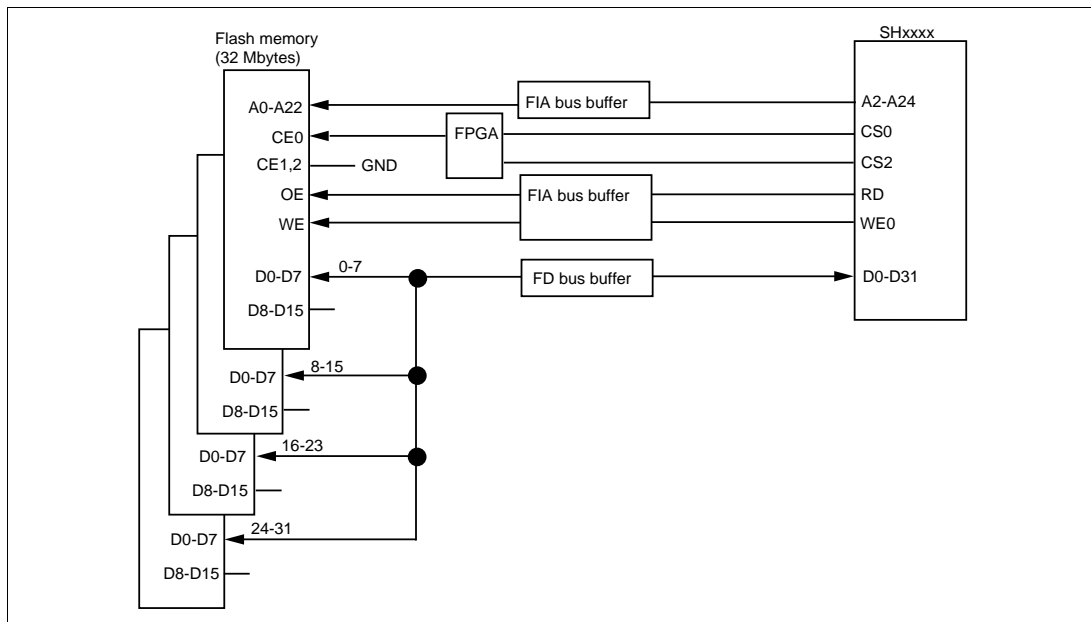 Flash memory
(32 Mbytes)
SHxxxx
A0-A22
FIA bus buffer
A2-A24
CE0
FPGA
CS0
CE1,2
GND
CS2
OE
FIA bus buffer
RD
WE
WE0
D0-D7
0-7
FD bus buffer
D0-D31
D8-D15
D0-D7
8-15
D8-D15
D0-D7
16-23
D8-D15
D0-D7
24-31
D8-D15